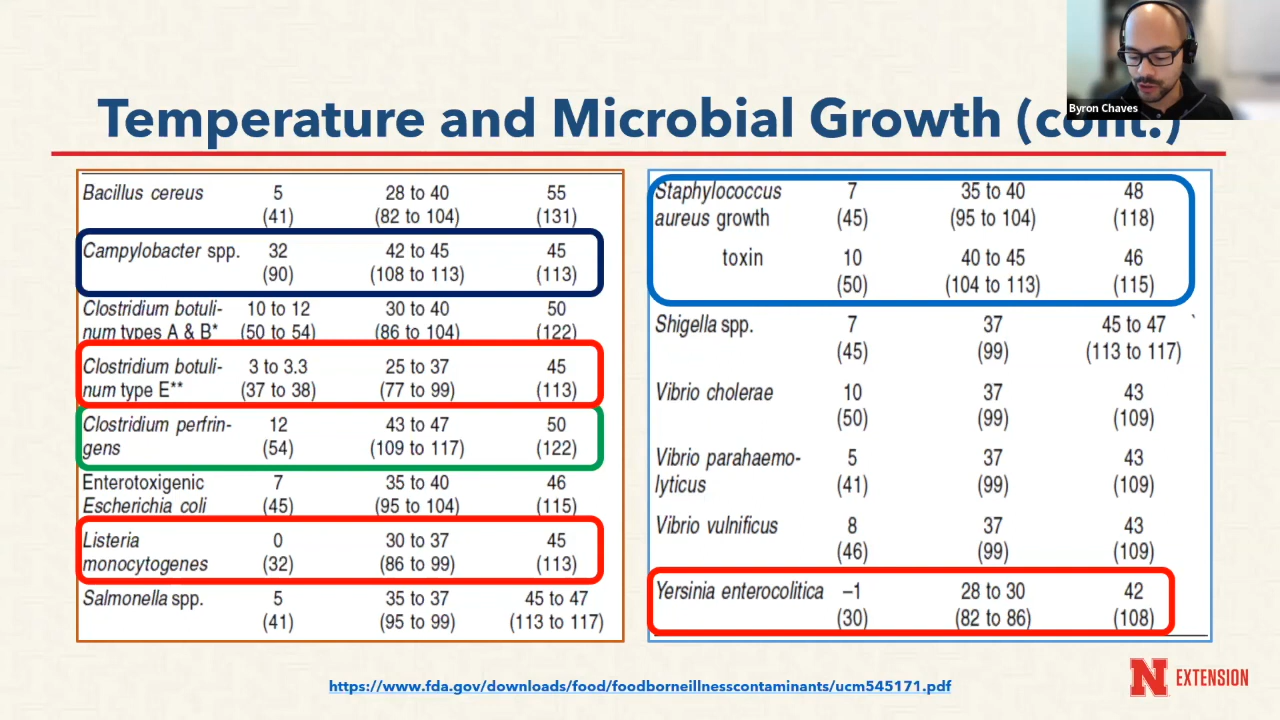 Byron Chaves
Temperature and Microbial Growth (cont.)
Bacillus cereus 5 28 to 40 55
(41) (82 to 104) (131)
Campylobacter spp. 32 42 to 45 45
(90) (108 to 113) (113)
Clostridium botuli- 10 to 12 30 to 40 50
num types A & B* (50 to 54) (86 to 104) (122)
Clostridium botuli- 3 to 3.3 25 to 37 45
num type E** (37 to 38) (77 to 99) (113)
Clostridium perfrin- 12 43 to 47 50
gens (54) (109 to 117) (122)
Enterotoxigenic 7 35 to 40 46
Escherichia coli (45) (95 to 104) (115)
Listeria 0 30 to 37 45
monocytogenes (32) (86 to 99) (113)
Salmonella spp. 5 35 to 37 45 to 47
(41) (95 to 99) (113 to 117)
Staphylococcus 7 35 to 40 48
aureus growth (45) (95 to 104) (118)
toxin 10 40 to 45 46
(50) (104 to 113) (115)
Shigella spp. 7 37 45 to 47
(45) (99) (113 to 117)
Vibrio cholerae 10 37 43
(50) (99) (109)
Vibrio parahaemo- 5 37 43
lyticus (41) (99) (109)
Vibrio vulnificus 8 37 43
(46) (99) (109)
Yersinia enterocolitica –1 28 to 30 42
(30) (82 to 86) (108)
https://www.fda.gov/downloads/food/foodborneillnesscontaminants/ucm545171.pdf
N EXTENSION